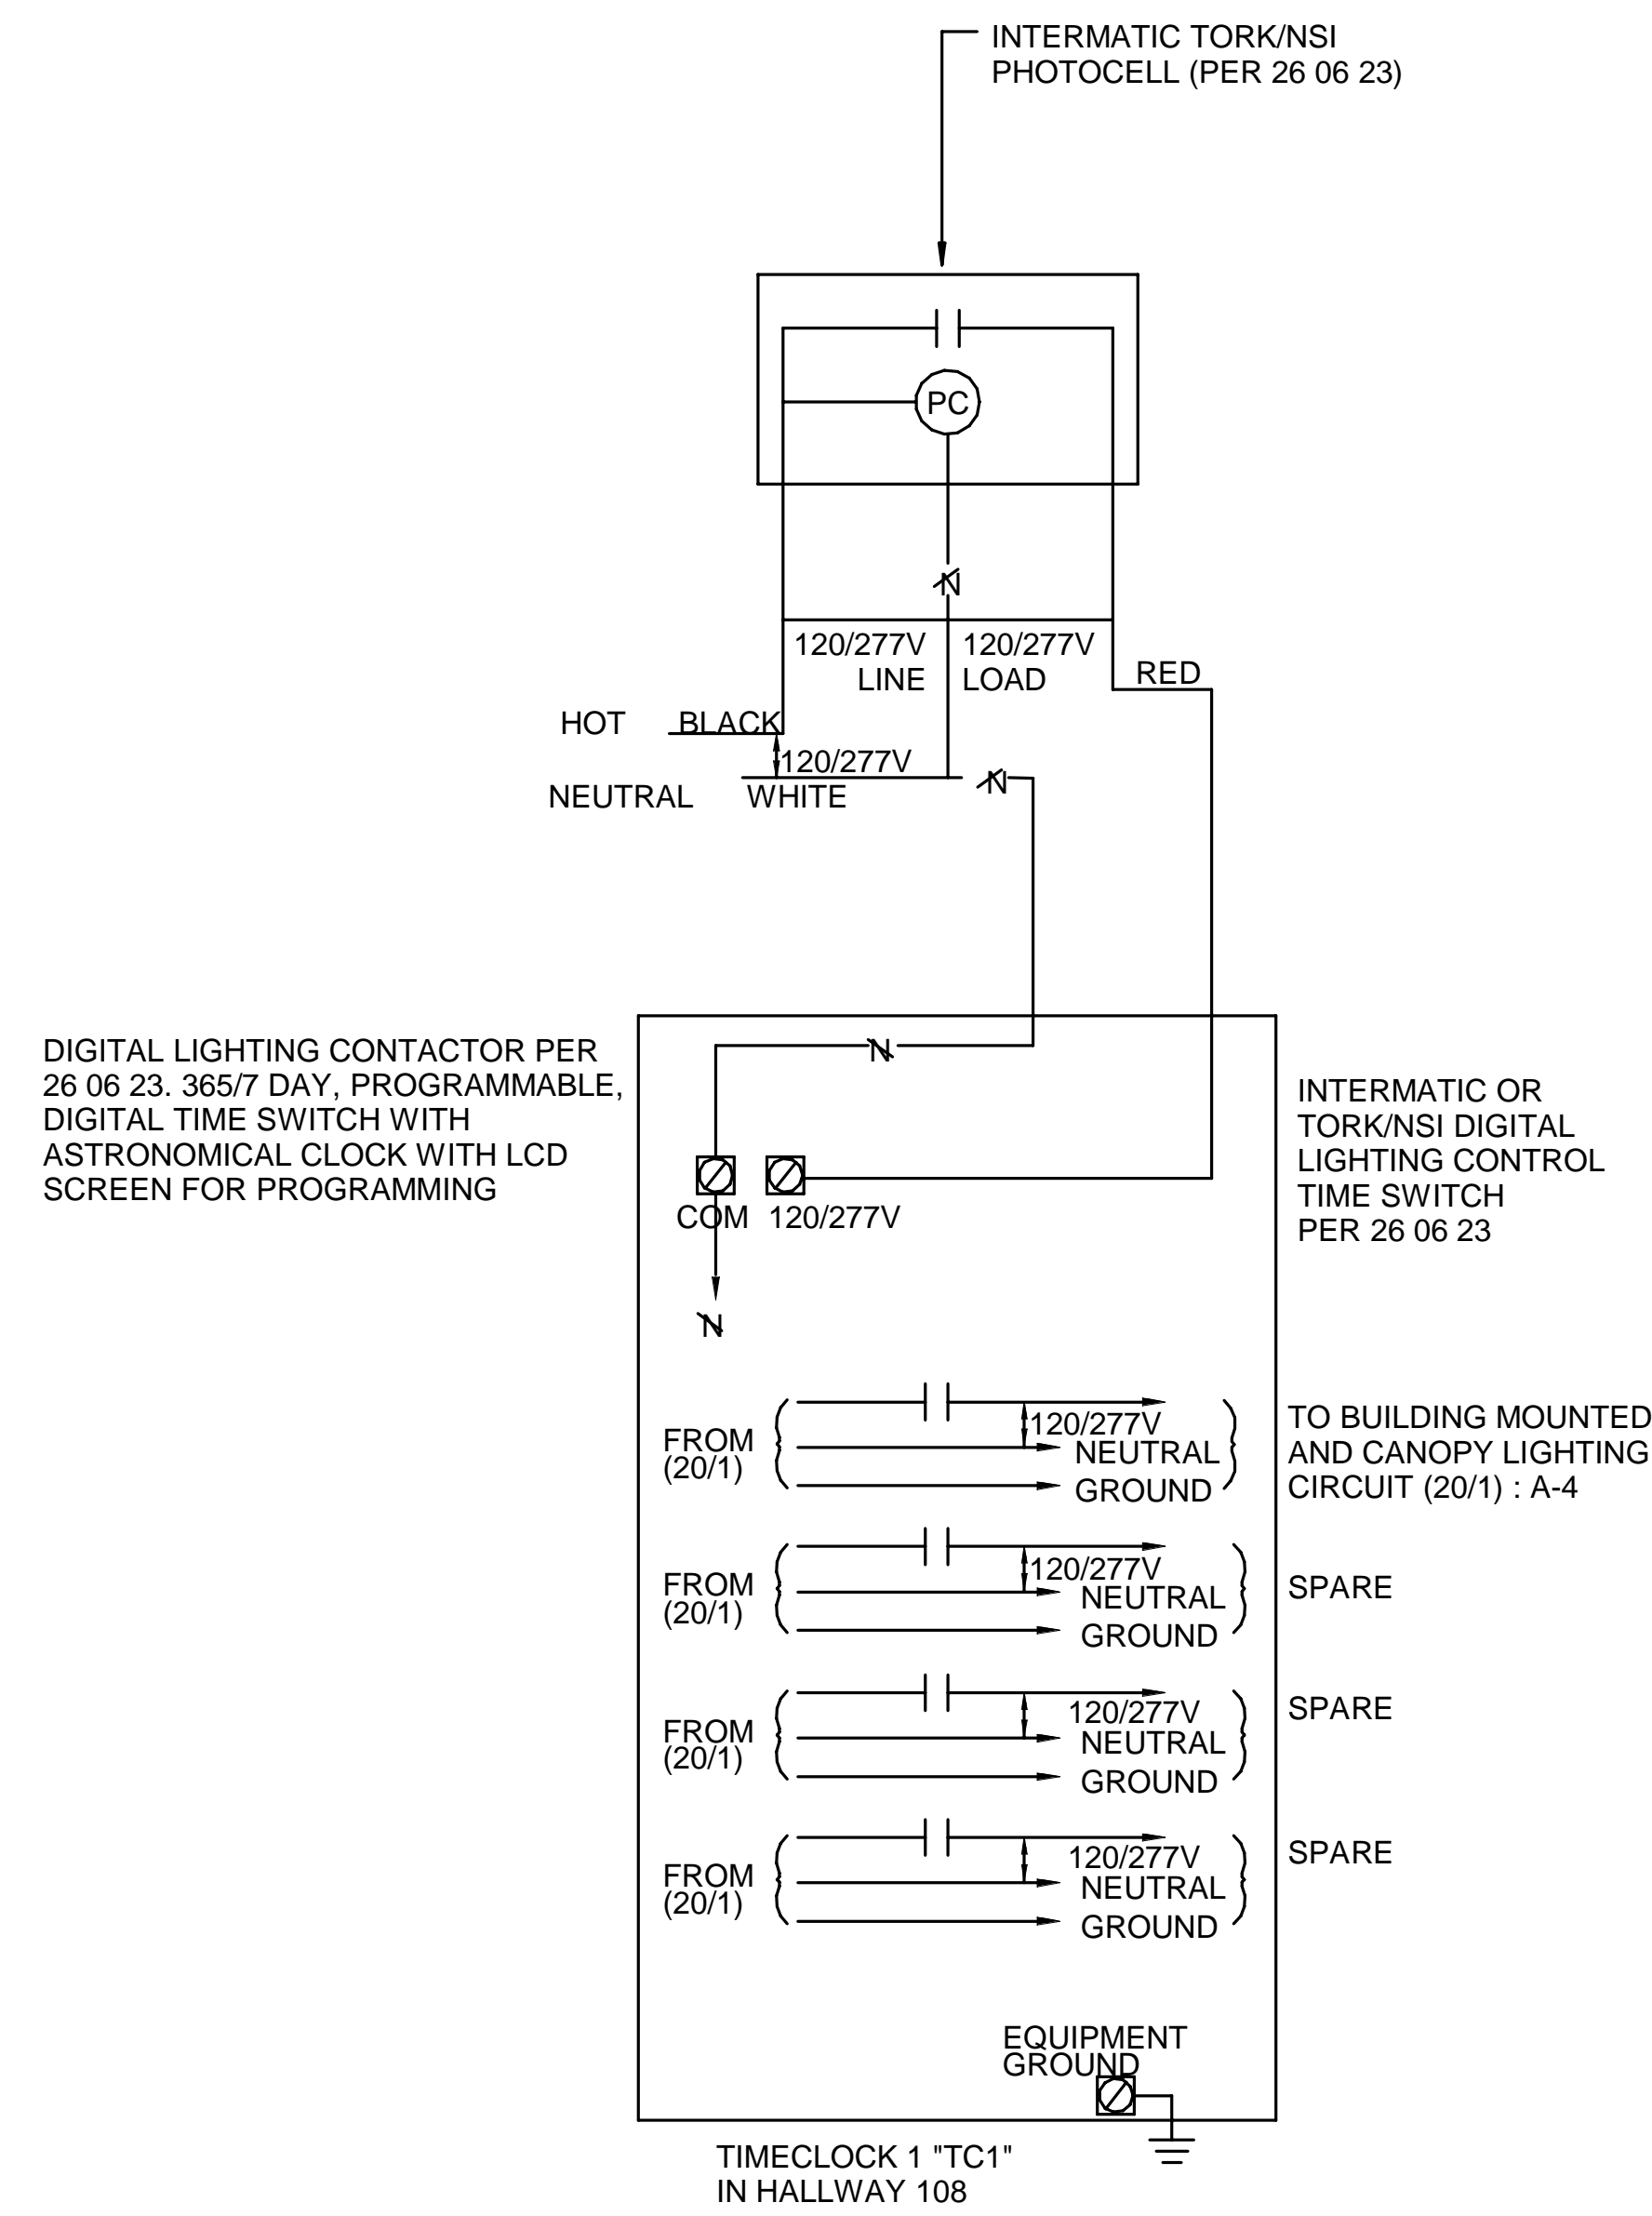 INTERMATIC TORK/NSI
PHOTOCELL (PER 26 06 23)
PC
N
120/277V
LINE
120/277V
LOAD
RED
HOT
BLACK
120/277V
NEUTRAL
WHITE
N
DIGITAL LIGHTING CONTACTOR PER
26 06 23. 365/7 DAY, PROGRAMMABLE,
DIGITAL TIME SWITCH WITH
ASTRONOMICAL CLOCK WITH LCD
SCREEN FOR PROGRAMMING
N
INTERMATIC OR
TORK/NSI DIGITAL
LIGHTING CONTROL
TIME SWITCH
PER 26 06 23
COM
120/277V
N
FROM
(20/1)
120/277V
NEUTRAL
GROUND
TO BUILDING MOUNTED
AND CANOPY LIGHTING
CIRCUIT (20/1) : A-4
FROM
(20/1)
120/277V
NEUTRAL
GROUND
SPARE
FROM
(20/1)
120/277V
NEUTRAL
GROUND
SPARE
FROM
(20/1)
120/277V
NEUTRAL
GROUND
SPARE
EQUIPMENT
GROUND
TIMECLOCK 1 "TC1"
IN HALLWAY 108